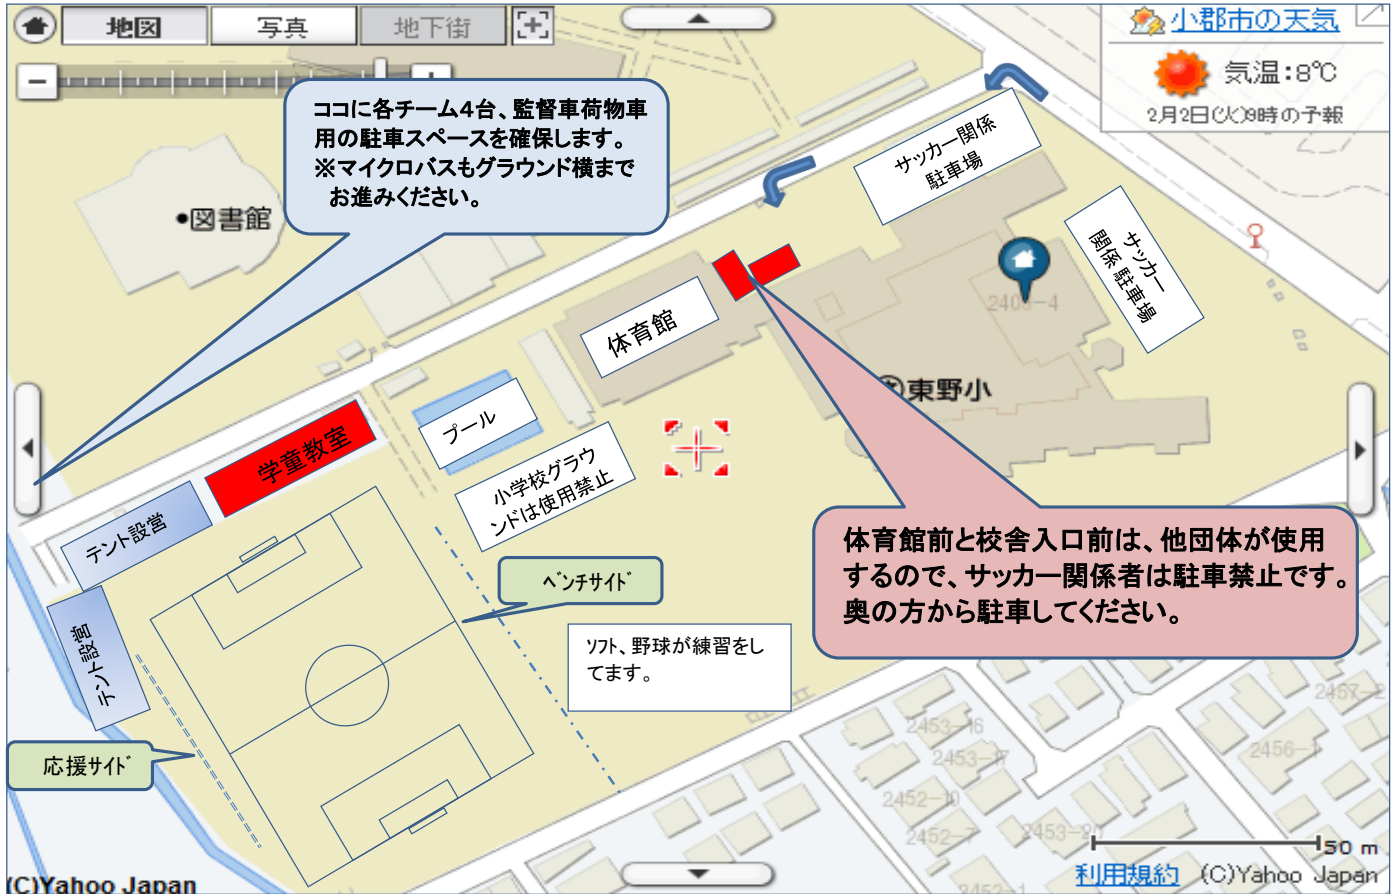 地図
写真
地下街
小郡市の天気
気温:8℃
2月2日(火)9時の予報
ココに各チーム４台、監督車荷物車
用の駐車スペースを確保します。
※マイクロバスもグラウンド横まで
お進みください。
サッカー関係
駐車場
サッカー
関係 駐車場
図書館
体育館
東野小
プール
学童教室
小学校グラウ
ンドは使用禁止
テント設営
テント設営
ﾍﾞﾝﾁｻｲﾄﾞ
体育館前と校舎入口前は、他団体が使用
するので、サッカー関係者は駐車禁止です。
奥の方から駐車してください。
ｿﾌﾄ、野球が練習をし
てます。
応援ｻｲﾄﾞ
2453-16
2453-17
2452-10
2452-7
2452-1
50 m
利用規約 (C)Yahoo Japan
(C)Yahoo Japan